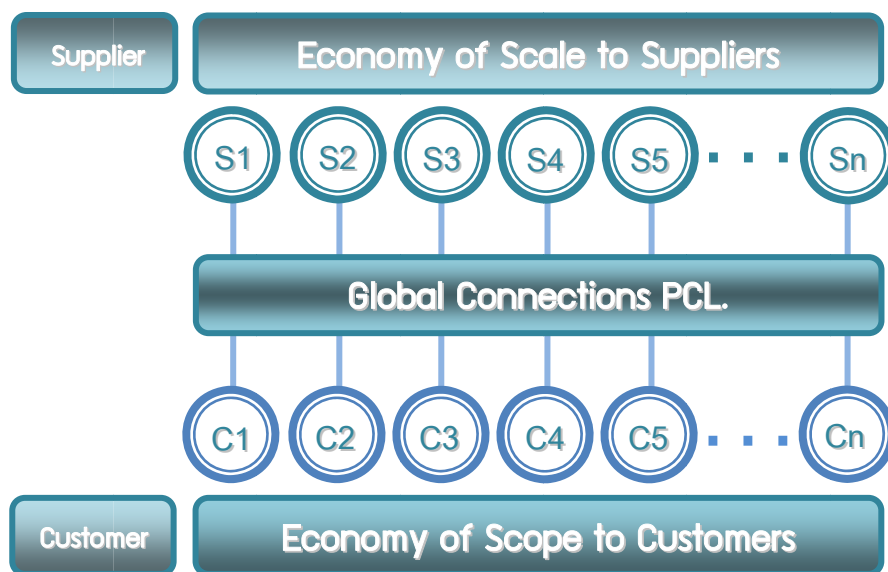 Supplier
Economy of Scale to Suppliers
S1 S2 S3 S4 S5 . . . Sn
Global Connections PCL.
C1 C2 C3 C4 C5 . . . Cn
Customer
Economy of Scope to Customers